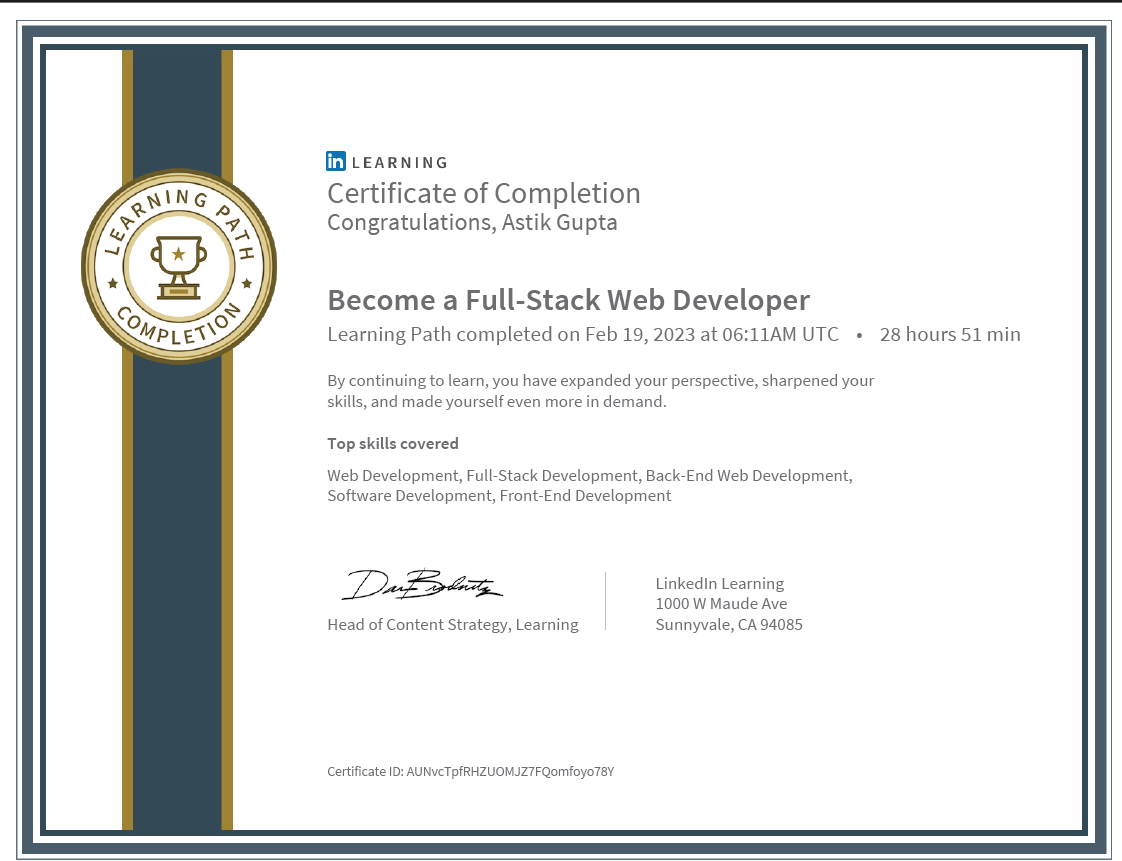 LEARNING PATH
COMPLETION
in LEARNING
Certificate of Completion
Congratulations, Astik Gupta
Become a Full-Stack Web Developer
Learning Path completed on Feb 19, 2023 at 06:11AM UTC • 28 hours 51 min
By continuing to learn, you have expanded your perspective, sharpened your
skills, and made yourself even more in demand.
Top skills covered
Web Development, Full-Stack Development, Back-End Web Development,
Software Development, Front-End Development
Head of Content Strategy, Learning
LinkedIn Learning
1000 W Maude Ave
Sunnyvale, CA 94085
Certificate ID: AUNvcTpfRHZUOMJZ7FQomfoyo78Y